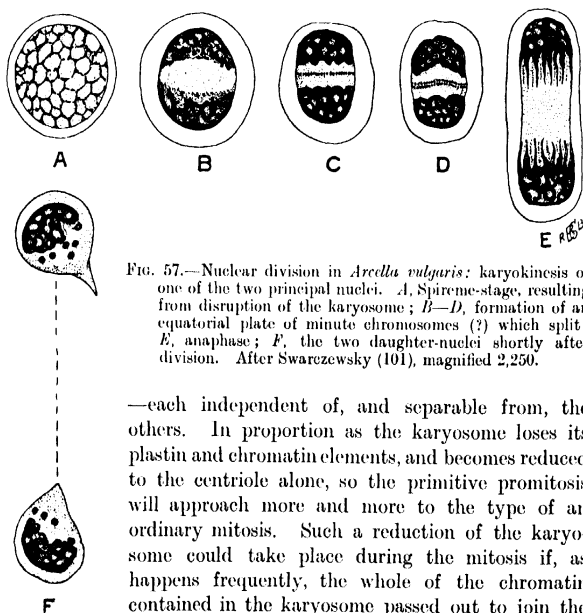 A
B
C
D
E
F
FIG. 57.—Nuclear division in Arcella vulgaris: karyokinesis o
one of the two principal nuclei. A, Spireme-stage, resulting
from disruption of the karyosome; B—D, formation of an
equatorial plate of minute chromosomes (?) which split
E, anaphase; F, the two daughter-nuclei shortly afte
division. After Swarczewsky (101), magnified 2,250.
—each independent of, and separable from, the
others. In proportion as the karyosome loses its
plastin and chromatin elements, and becomes reduced
to the centriole alone, so the primitive promitosis
will approach more and more to the type of an
ordinary mitosis. Such a reduction of the karyo-
some could take place during the mitosis if, as
happens frequently, the whole of the chromatin
contained in the karyosome passed out to join the